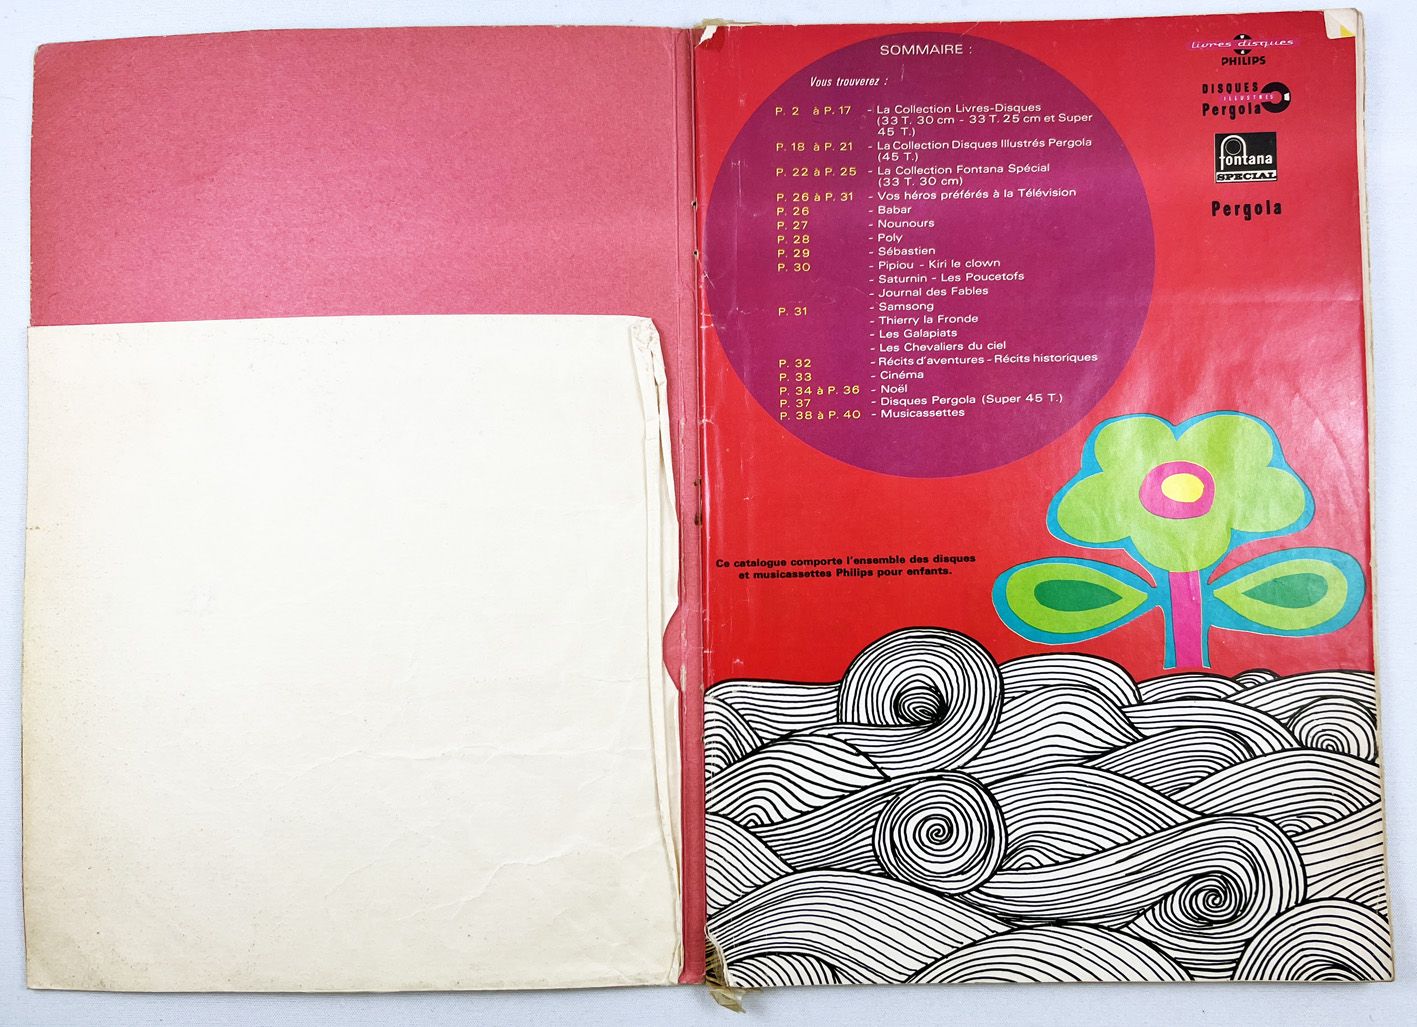 SOMMAIRE :
Vous trouverez :
P. 2 à P. 17 - La Collection Livres-Disques
(33 T. 30 cm - 33 T. 25 cm et Super
45 T.)
P. 18 à P. 21 - La Collection Disques Illustrés Pergola
(45 T.)
P. 22 à P. 25 - La Collection Fontana Spécial
(33 T. 30 cm)
P. 26 à P. 31 - Vos héros préférés à la Télévision
P. 26 - Babar
P. 27 - Nounours
P. 28 - Poly
P. 29 - Sébastien
P. 30 - Pipiou - Kiri le clown
- Saturnin - Les Poucetofs
- Journal des Fables
P. 31 - Samsong
- Thierry la Fronde
- Les Galapiats
- Les Chevaliers du ciel
P. 32 - Récits d'aventures - Récits historiques
P. 33 - Cinéma
P. 34 à P. 36 - Noël
P. 37 - Disques Pergola (Super 45 T.)
P. 38 à P. 40 - Musicassettes
livres disques
PHILIPS
DISQUES
ILLUSTRÉS
Pergola
fontana
SPECIAL
Pergola
Ce catalogue comporte l'ensemble des disques
et musicassettes Philips pour enfants.